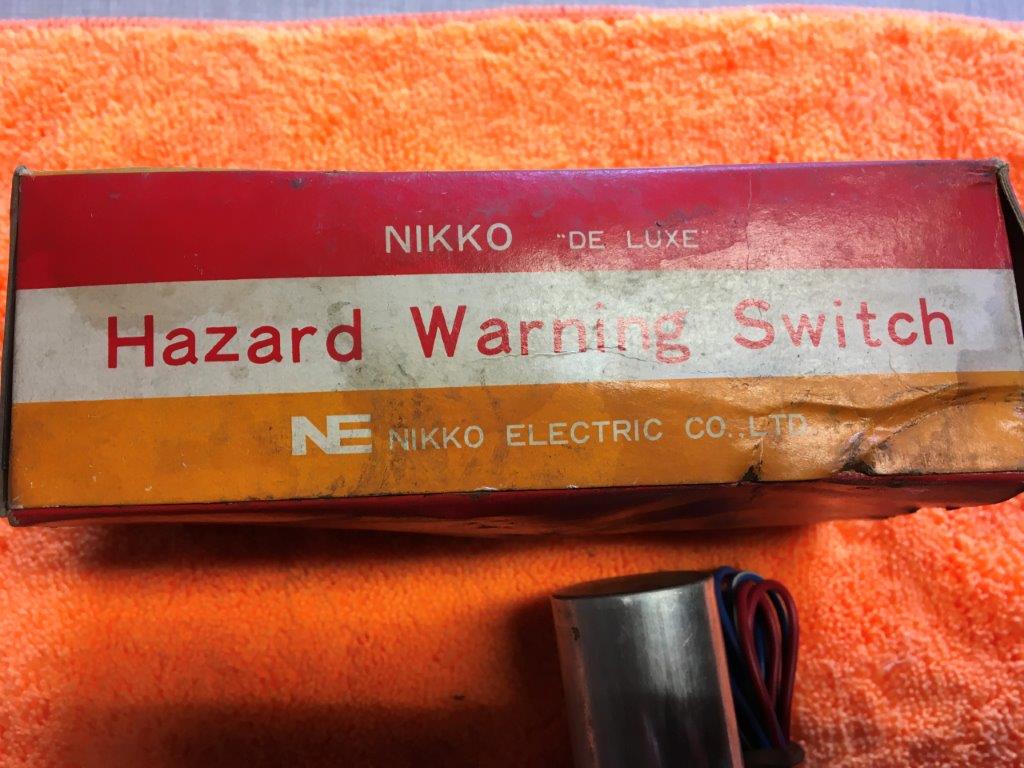 NIKKO "DE LUXE"
Hazard Warning Switch
NE NIKKO ELECTRIC CO.,LTD.